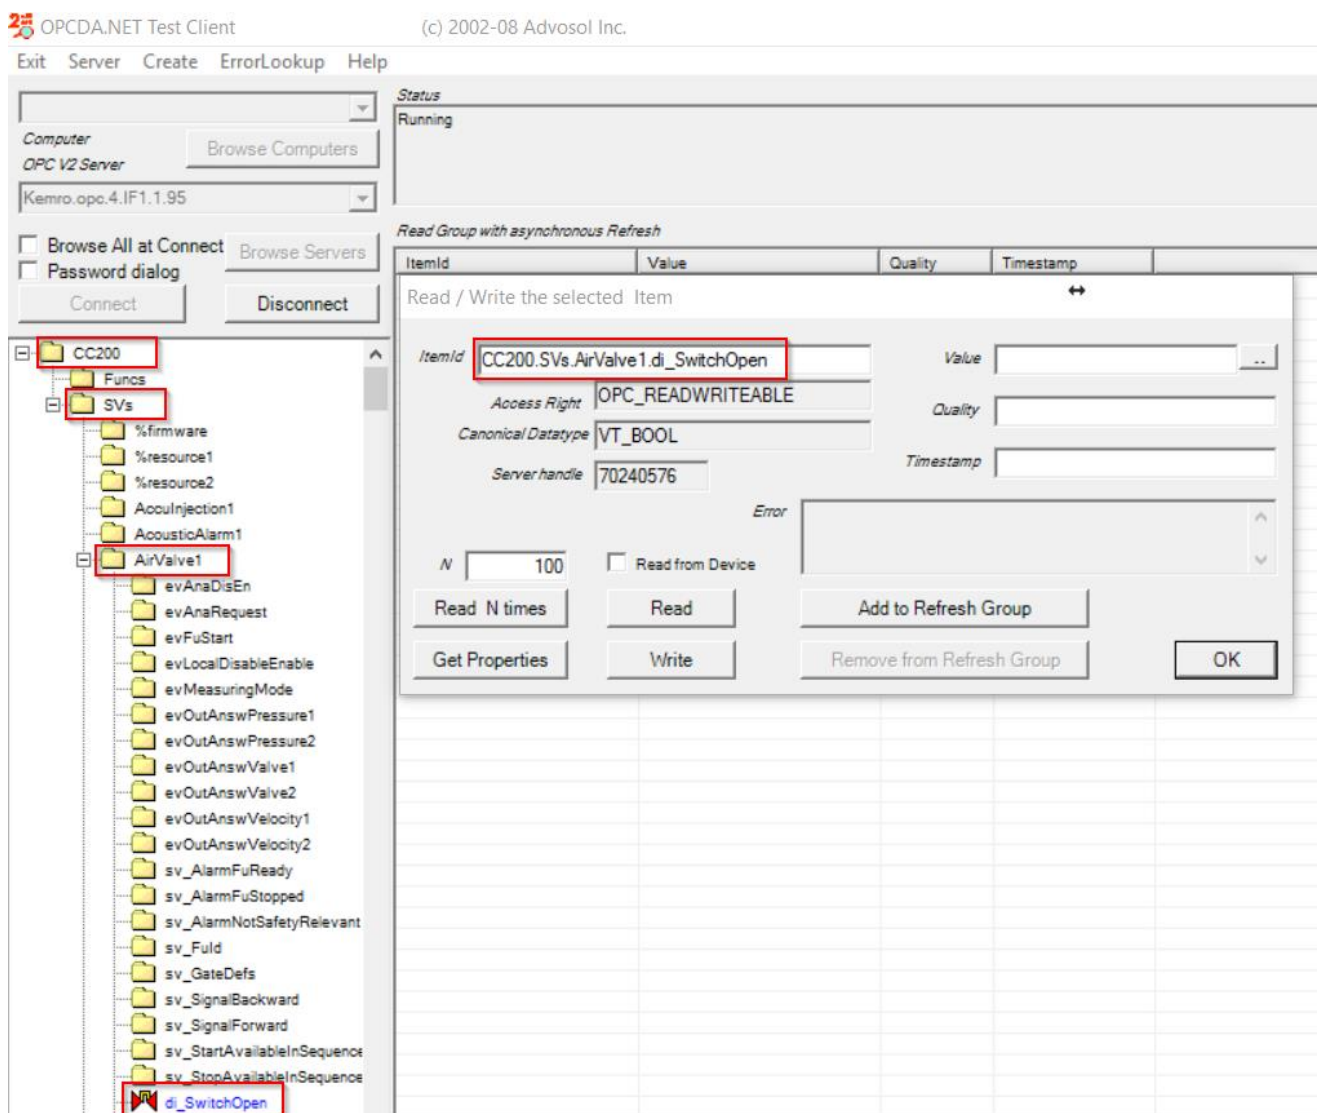 OPCDA.NET Test Client (c) 2002-08 Advosol Inc.
Exit Server Create ErrorLookup Help
Computer
Browse Computers
OPC V2 Server
Kemro.opc.4.IF1.1.95
Browse All at Connect
Browse Servers
Password dialog
Connect Disconnect
Status
Running
Read Group with asynchronous Refresh
ItemId Value Quality Timestamp
CC200
Funcs
SVs
%firmware
%resource1
%resource2
AccuInjection1
AcousticAlarm1
AirValve1
evAnaDisEn
evAnaRequest
evFuStart
evLocalDisableEnable
evMeasuringMode
evOutAnswPressure1
evOutAnswPressure2
evOutAnswValve1
evOutAnswValve2
evOutAnswVelocity1
evOutAnswVelocity2
sv_AlarmFuReady
sv_AlarmFuStopped
sv_AlarmNotSafetyRelevant
sv_FuId
sv_GateDefs
sv_SignalBackward
sv_SignalForward
sv_StartAvailableInSequence
sv_StopAvailableInSequence
di_SwitchOpen
Read / Write the selected Item
ItemId CC200.SVs.AirValve1.di_SwitchOpen
Value ..
Access Right OPC_READWRITEABLE
Quality
Canonical Datatype VT_BOOL
Timestamp
Server handle 70240576
Error
N 100
Read from Device
Read N times Read Add to Refresh Group
Get Properties Write Remove from Refresh Group OK